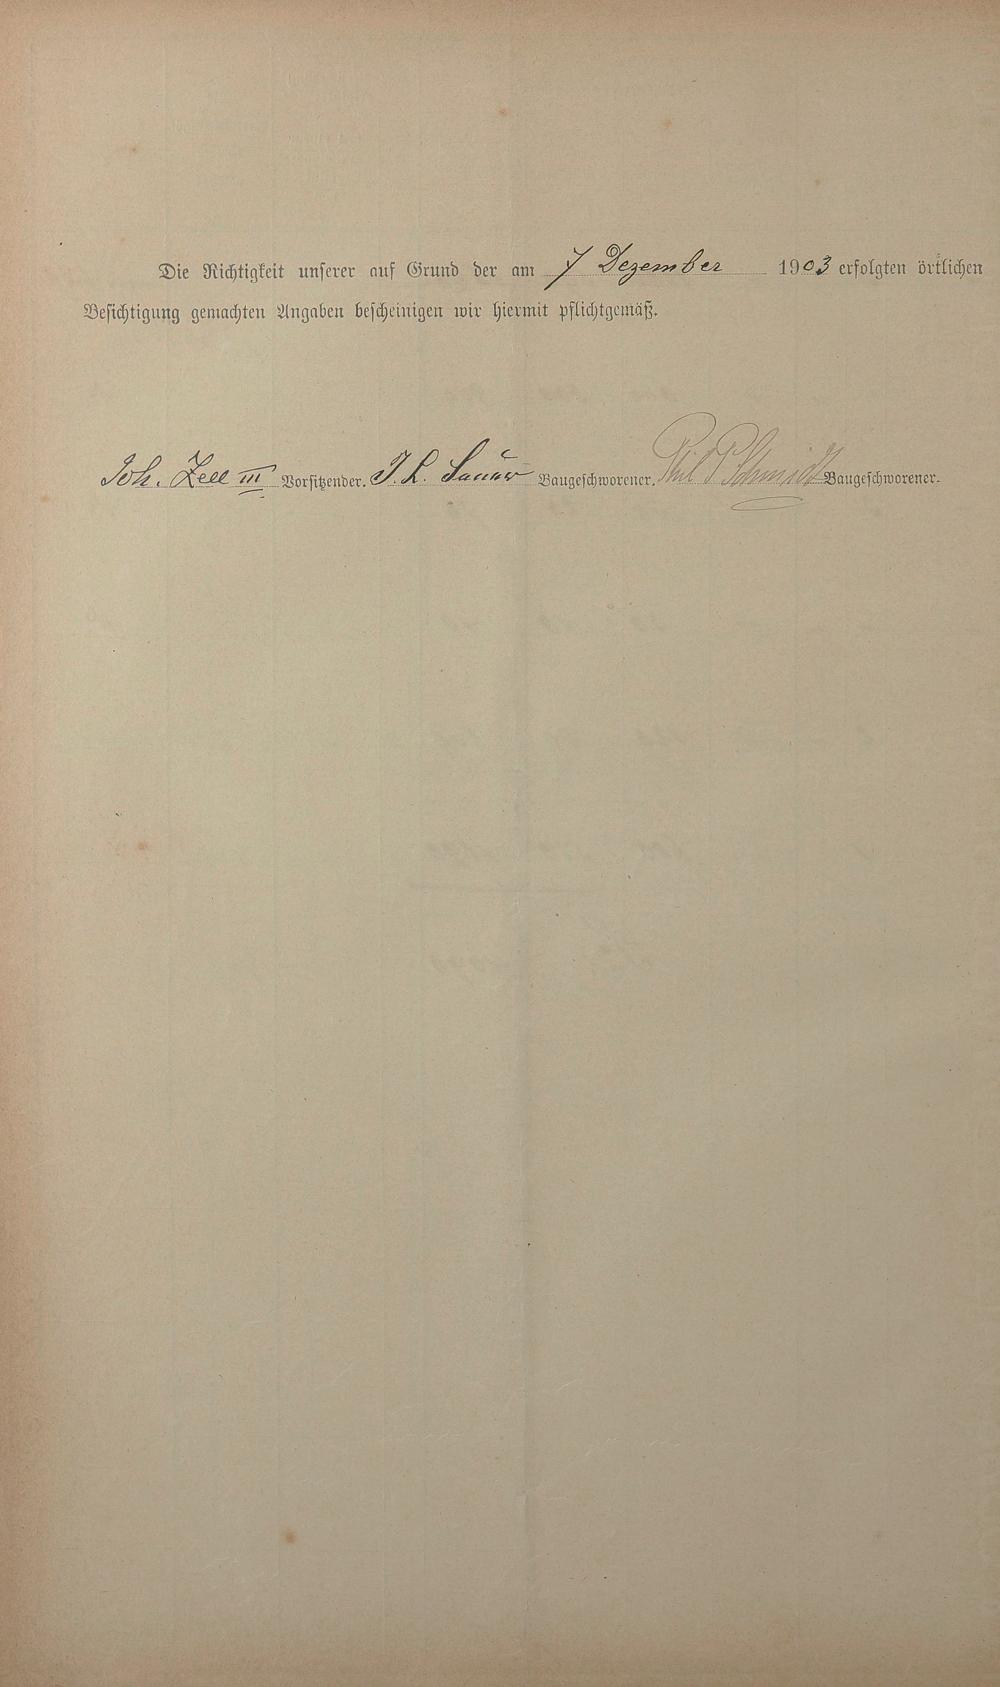 Die Richtigkeit unserer auf Grund der am 7 Dezember 1903 erfolgten örtlichen
Besichtigung gemachten Angaben bescheinigen wir hiermit pflichtgemäß.
Joh. Zell III Vorsitzender. J. L. Sauer Baugeschworener. Phil P Schmidt Baugeschworener.